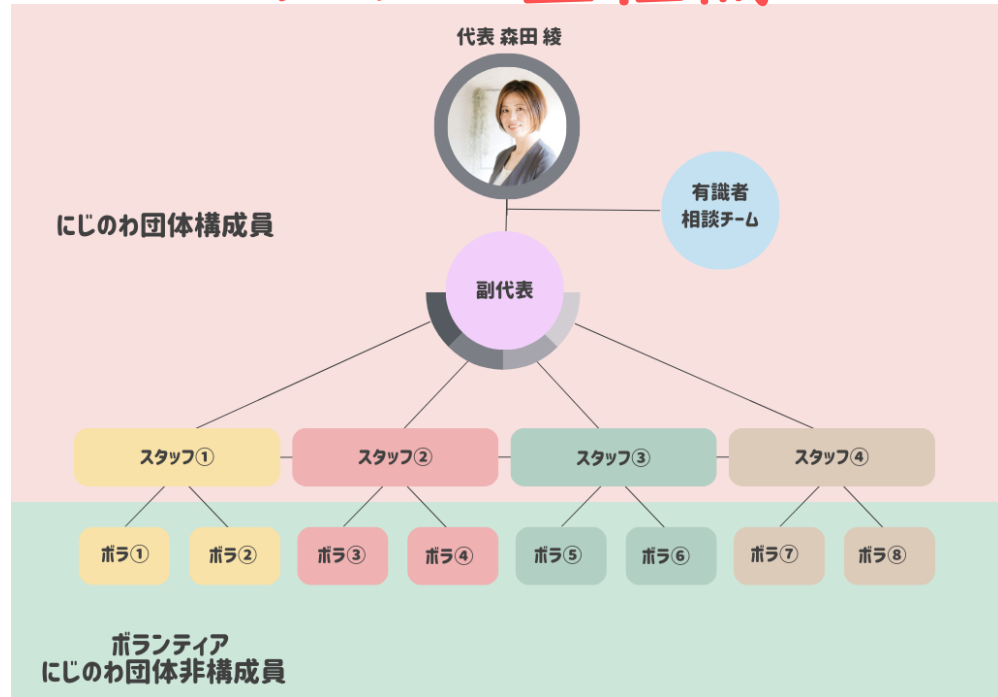 代表 森田 綾
有識者
相談チーム
にじのわ団体構成員
副代表
スタッフ①
スタッフ②
スタッフ③
スタッフ④
ボラ①
ボラ②
ボラ③
ボラ④
ボラ⑤
ボラ⑥
ボラ⑦
ボラ⑧
ボランティア
にじのわ団体非構成員